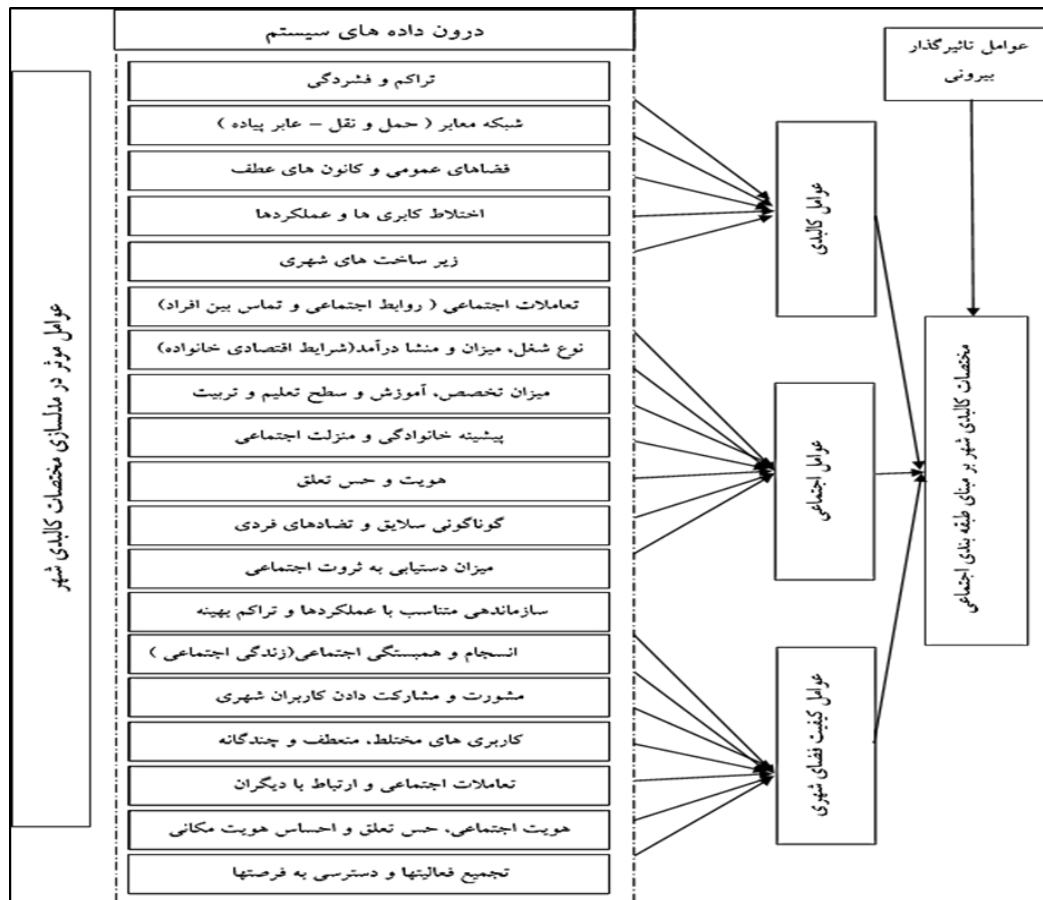 درون داده های سیستم
عوامل تاثیرگذار
بیرونی
عوامل موثر در مدلسازی مختصات کالبدی شهر
تراکم و فشردگی
شبکه معابر ( حمل و نقل – عابر پیاده )
فضاهای عمومی و کانون های عطف
اختلاط کابری ها و عملکردها
زیر ساخت های شهری
تعاملات اجتماعی ( روابط اجتماعی و تماس بین افراد)
نوع شغل، میزان و منشا درآمد(شرایط اقتصادی خانواده)
میزان تخصص، آموزش و سطح تعلیم و تربیت
پیشینه خانوادگی و منزلت اجتماعی
هویت و حس تعلق
گوناگونی سلایق و تضادهای فردی
میزان دستیابی به ثروت اجتماعی
سازماندهی متناسب با عملکردها و تراکم بهینه
انسجام و همبستگی اجتماعی(زندگی اجتماعی )
مشورت و مشارکت دادن کاربران شهری
کاربری های مختلط، منعطف و چندگانه
تعاملات اجتماعی و ارتباط با دیگران
هویت اجتماعی، حس تعلق و احساس هویت مکانی
تجمیع فعالیتها و دسترسی به فرصتها
عوامل کالبدی
عوامل اجتماعی
عوامل کیفیت فضای شهری
مختصات کالبدی شهر بر مبنای طبقه بندی اجتماعی